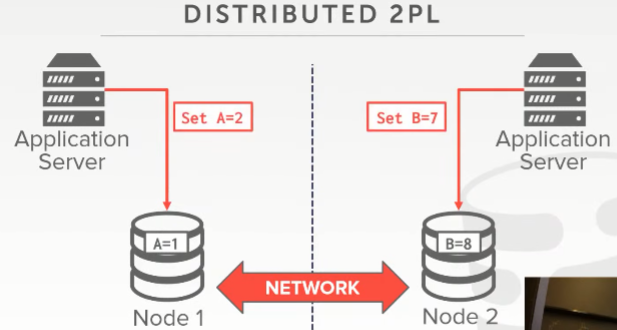 DISTRIBUTED 2PL
Set A=2
Set B=7
Application
Server
Application
Server
A=1
B=8
NETWORK
Node 1
Node 2